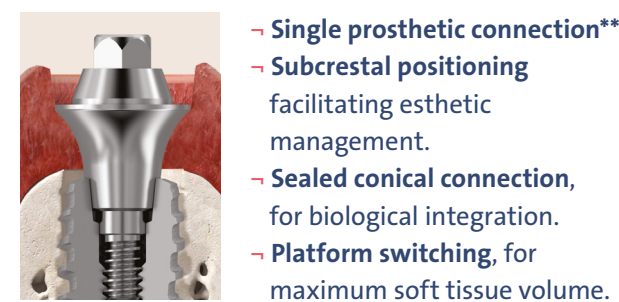 ¬ Single prosthetic connection**
¬ Subcrestal positioning
facilitating esthetic
management.
¬ Sealed conical connection,
for biological integration.
¬ Platform switching, for
maximum soft tissue volume.